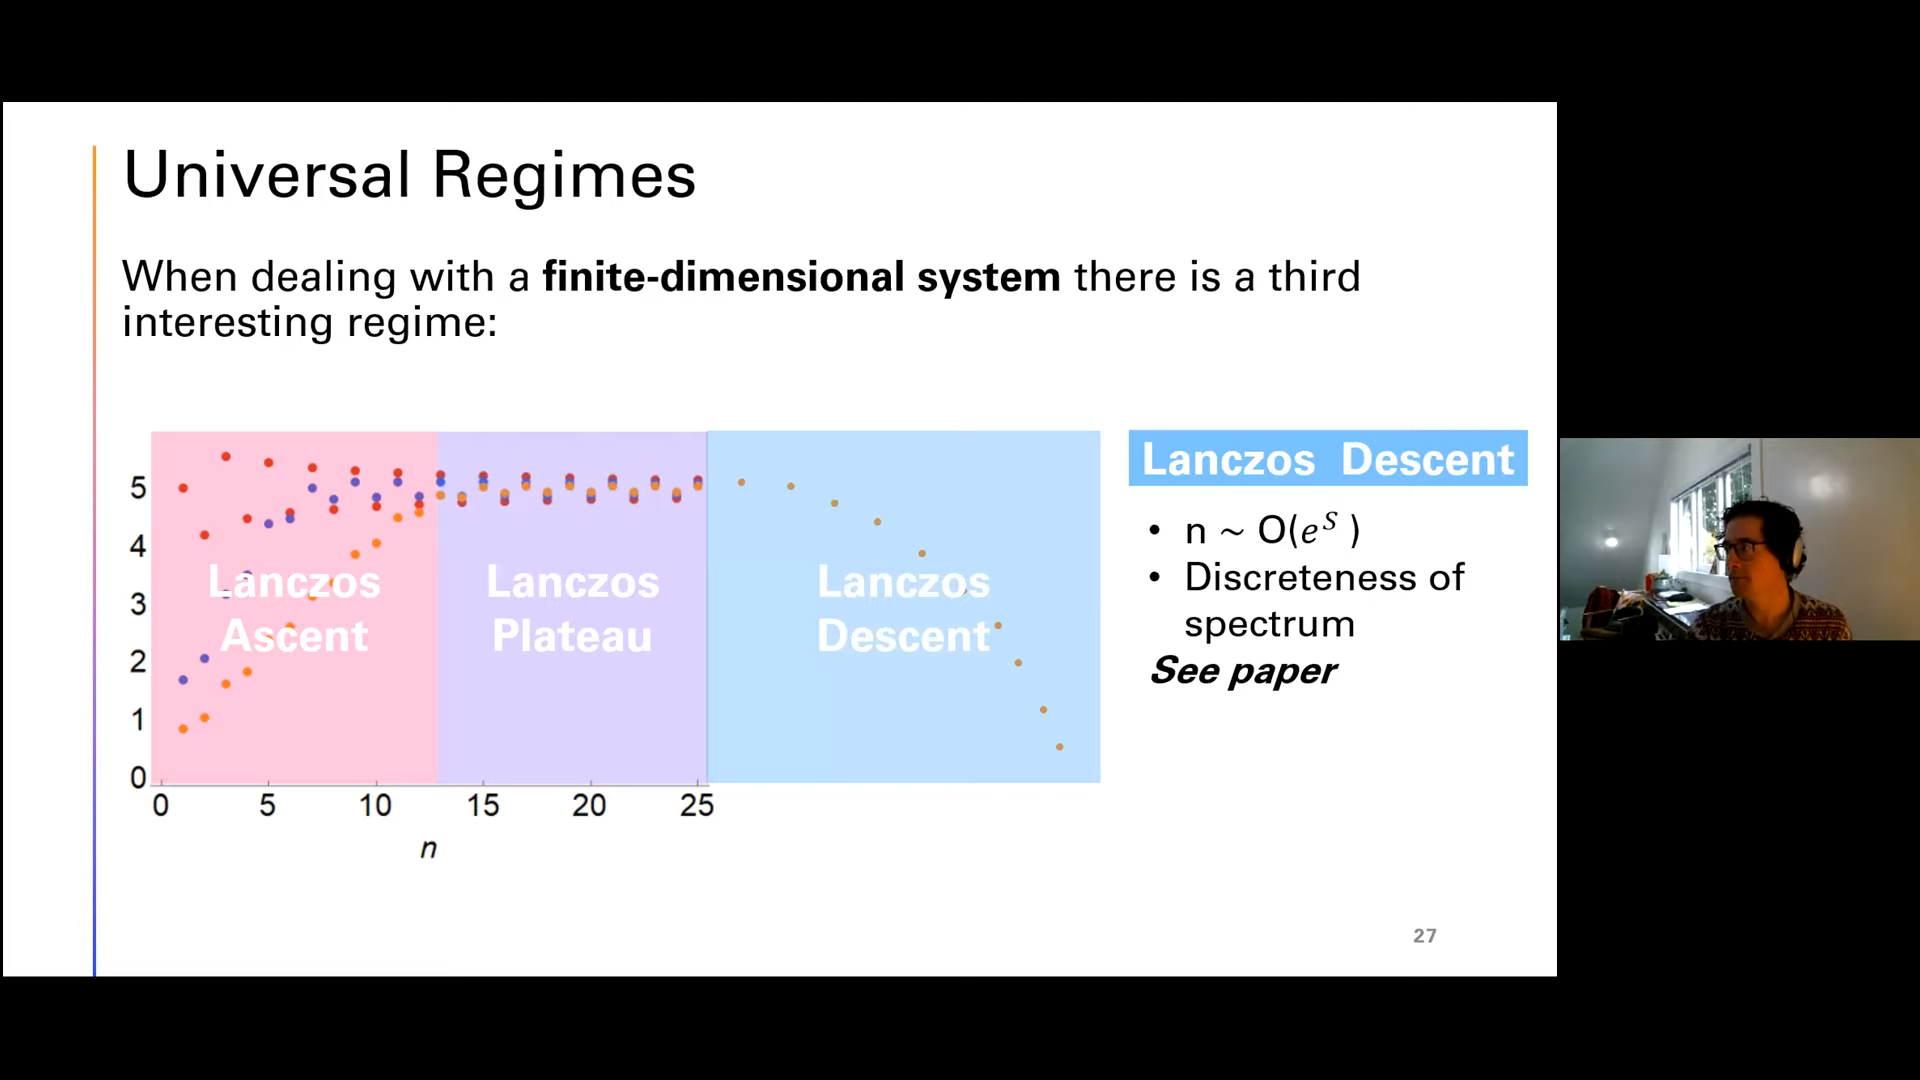 Universal Regimes
When dealing with a finite-dimensional system there is a third
interesting regime:
5
4
3
2
1
0
0 5 10 15 20 25
n
Lanczos
Ascent
Lanczos
Plateau
Lanczos
Descent
Lanczos Descent
• n ~ O(e^S )
• Discreteness of
spectrum
See paper
27